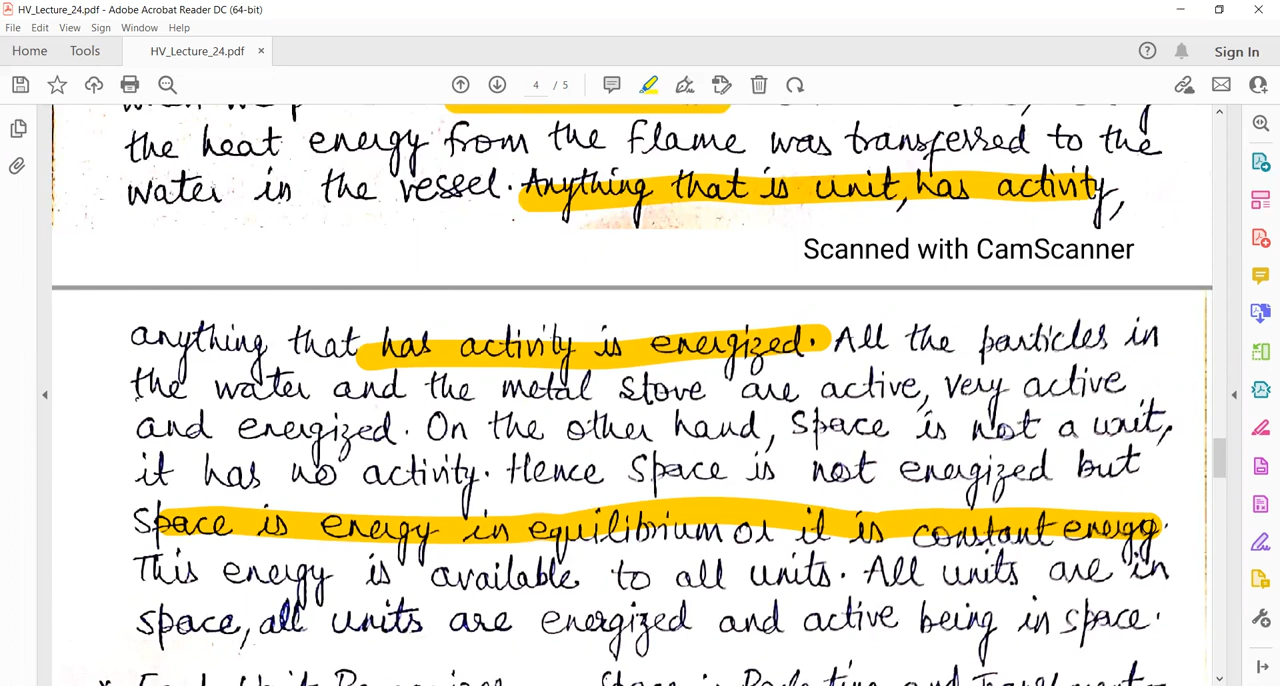 HV_Lecture_24.pdf - Adobe Acrobat Reader DC (64-bit)
File Edit View Sign Window Help
Home Tools HV_Lecture_24.pdf × Sign In
4 / 5
the heat energy from the flame was transfessed to the
water in the vessel. Anything that is unit, has activity,
Scanned with CamScanner
anything that has activity is energized. All the particles in
the water and the metal stove are active, very active
and energized. On the other hand, Space is not a unit,
it has no activity. Hence Space is not energized but
Space is energy in equilibrium or it is constant energy.
This energy is available to all units. All units are in
space, all units are energized and active being in space.